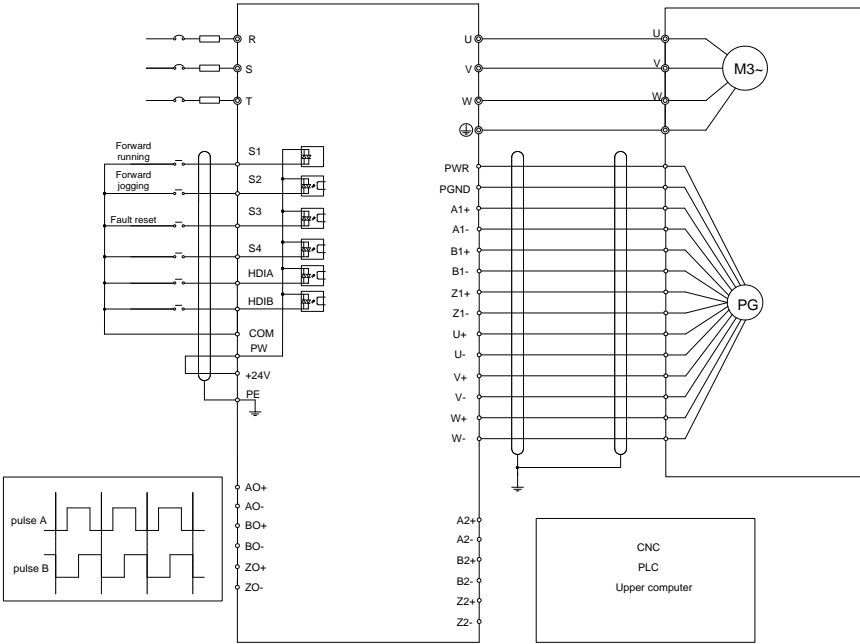 R
S
T
Forward
running
Forward
jogging
Fault reset
S1
S2
S3
S4
HDIA
HDIB
COM
PW
+24V
PE
AO+
AO-
BO+
BO-
ZO+
ZO-
pulse A
pulse B
U
V
W
U
V
W
M3~
PWR
PGND
A1+
A1-
B1+
B1-
Z1+
Z1-
U+
U-
V+
V-
W+
W-
PG
A2+
A2-
B2+
B2-
Z2+
Z2-
CNC
PLC
Upper computer